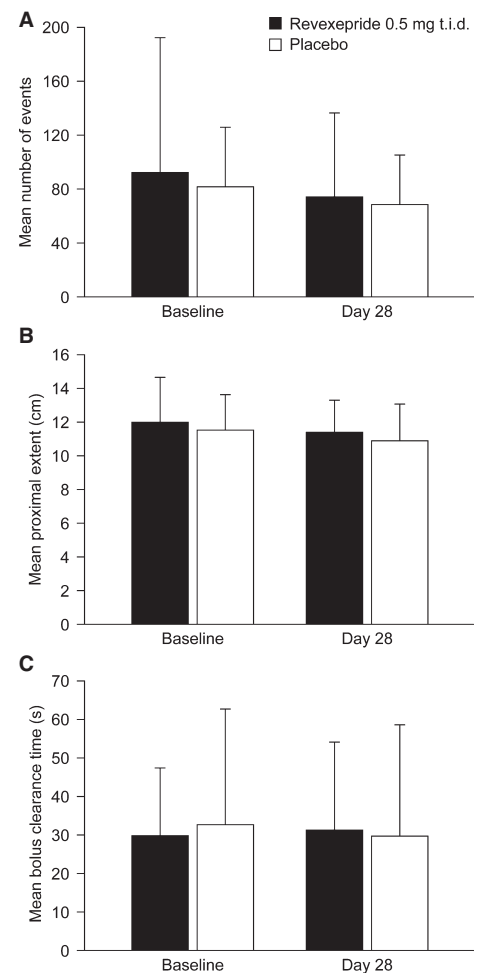 A
Revexepride 0.5 mg t.i.d.
Placebo
Mean number of events
200
160
120
80
40
0
Baseline
Day 28
B
Mean proximal extent (cm)
16
14
12
10
8
6
4
2
0
Baseline
Day 28
C
Mean bolus clearance time (s)
70
60
50
40
30
20
10
0
Baseline
Day 28